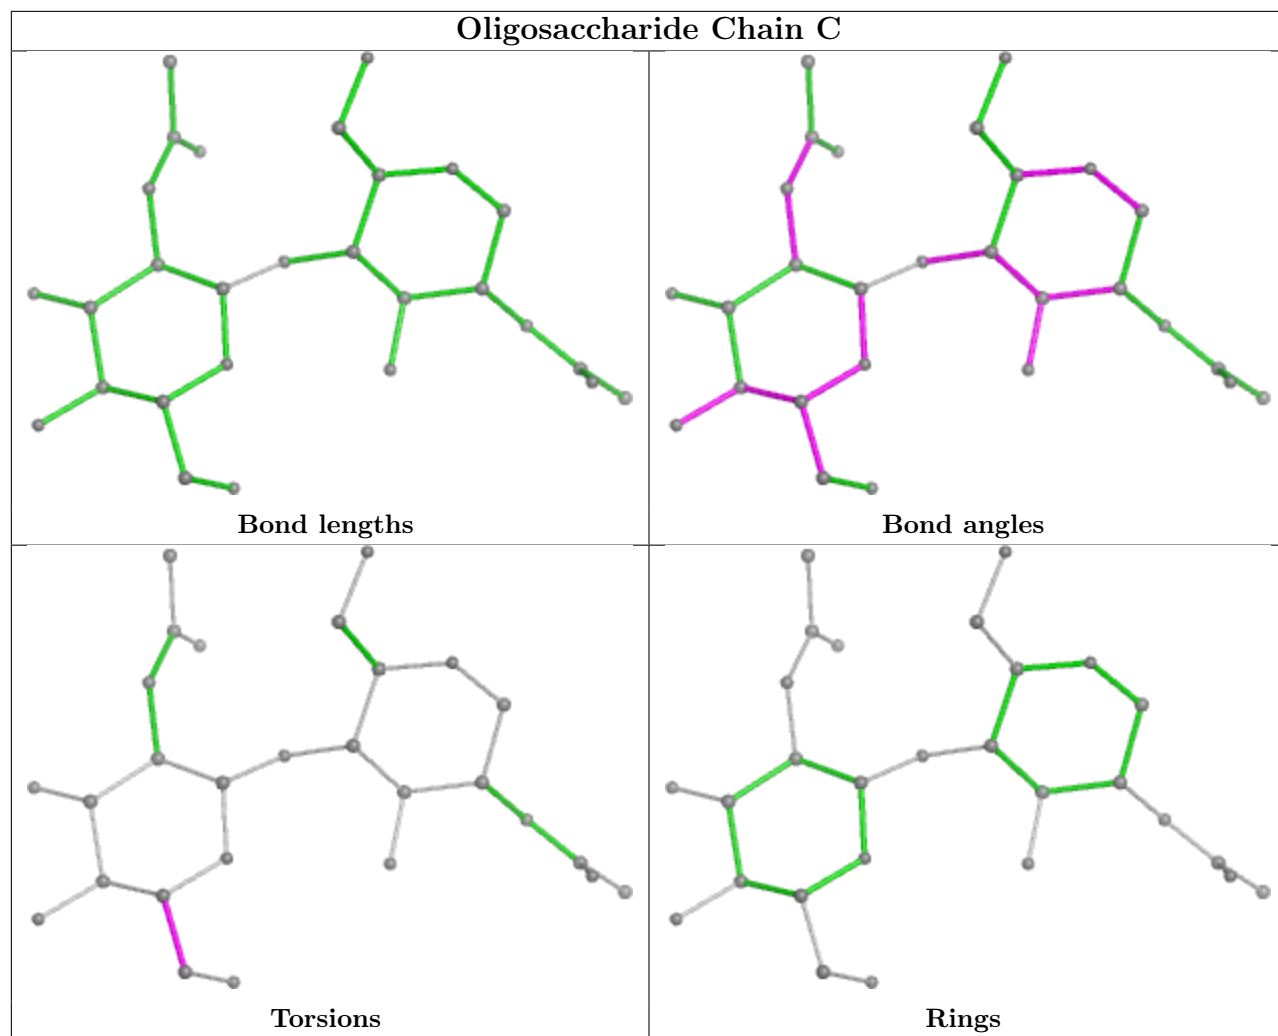 Oligosaccharide Chain C
Bond lengths
Bond angles
Torsions
Rings